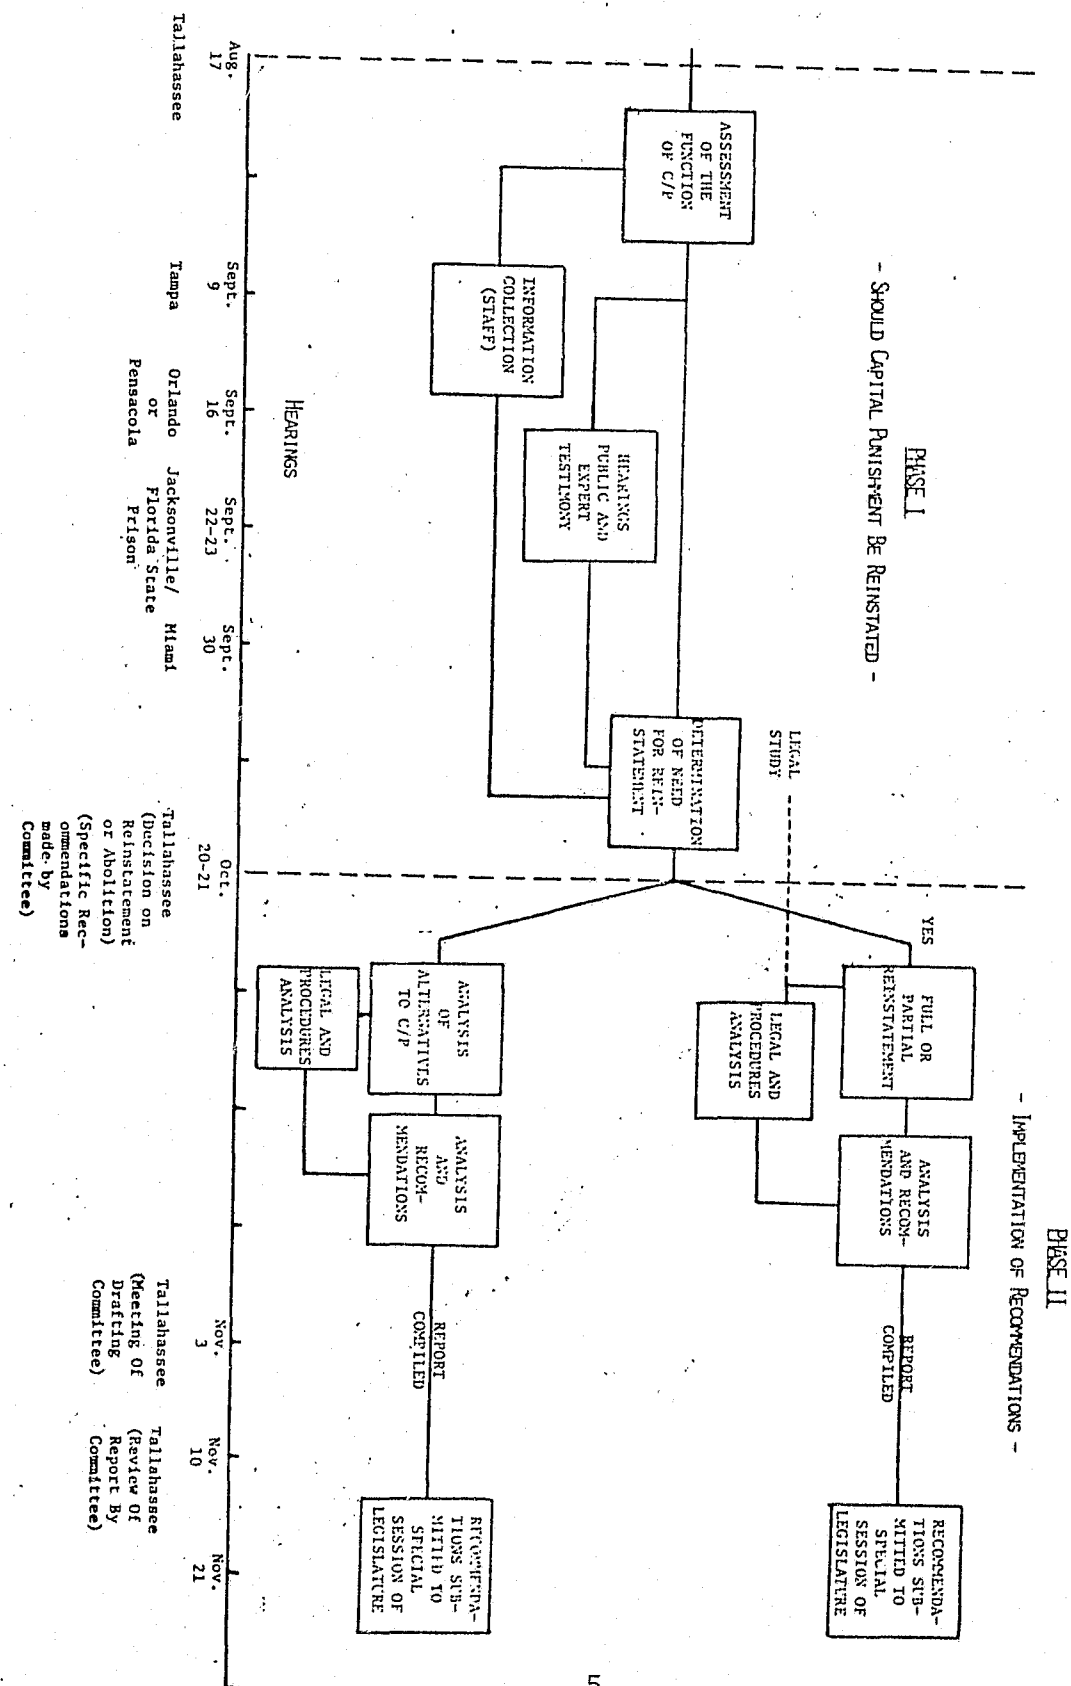 PHASE I
- SHOULD CAPITAL PUNISHMENT BE REINSTATED -
PHASE II
- IMPLEMENTATION OF RECOMMENDATIONS -
ASSESSMENT
OF THE
FUNCTION
OF C/P
INFORMATION
COLLECTION
(STAFF)
HEARINGS
PUBLIC AND
EXPERT
TESTIMONY
DETERMINATION
OF NEED
FOR REIN-
STATEMENT
LEGAL
STUDY
YES
FULL OR
PARTIAL
REINSTATEMENT
LEGAL AND
PROCEDURES
ANALYSIS
ANALYSIS
AND RECOM-
MENDATIONS
REPORT
COMPILED
RECOMMENDA-
TIONS SUB-
MITTED TO
SPECIAL
SESSION OF
LEGISLATURE
ANALYSIS
OF
ALTERNATIVES
TO C/P
LEGAL AND
PROCEDURES
ANALYSIS
ANALYSIS
AND
RECOM-
MENDATIONS
REPORT
COMPILED
RECOMMENDA-
TIONS SUB-
MITTED TO
SPECIAL
SESSION OF
LEGISLATURE
HEARINGS
Aug.
17
Tallahassee
Sept.
9
Tampa
Sept.
16
Orlando
or
Pensacola
Sept.
22-23
Jacksonville/
Florida State
Prison
Sept.
30
Miami
Oct.
20-21
Tallahassee
(Decision on
Reinstatement
or Abolition)
(Specific Rec-
ommendations
made by
Committee)
Nov.
3
Tallahassee
(Meeting Of
Drafting
Committee)
Nov.
10
Tallahassee
(Review Of
Report By
Committee)
Nov.
21
5